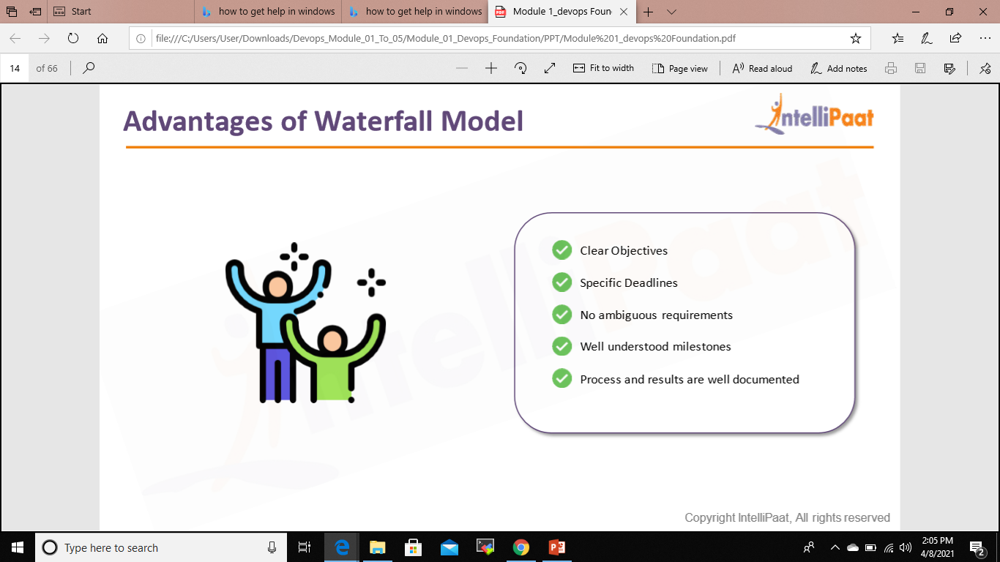 Start
how to get help in windows
how to get help in windows
Module 1_devops Foun
file:///C:/Users/User/Downloads/Devops_Module_01_To_05/Module_01_Devops_Foundation/PPT/Module%201_devops%20Foundation.pdf
14 of 66
Fit to width
Page view
Read aloud
Add notes
Advantages of Waterfall Model
IntelliPaat
Clear Objectives
Specific Deadlines
No ambiguous requirements
Well understood milestones
Process and results are well documented
IntelliPaat
Copyright IntelliPaat, All rights reserved
Type here to search
2:05 PM
4/8/2021
2